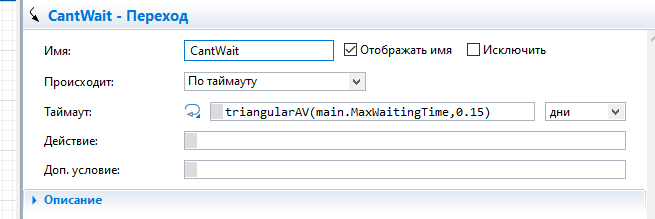 CantWait - Переход
Имя: CantWait Отображать имя Исключить
Происходит: По таймауту
Таймаут: triangularAV(main.MaxWaitingTime,0.15) дни
Действие:
Доп. условие:
Описание